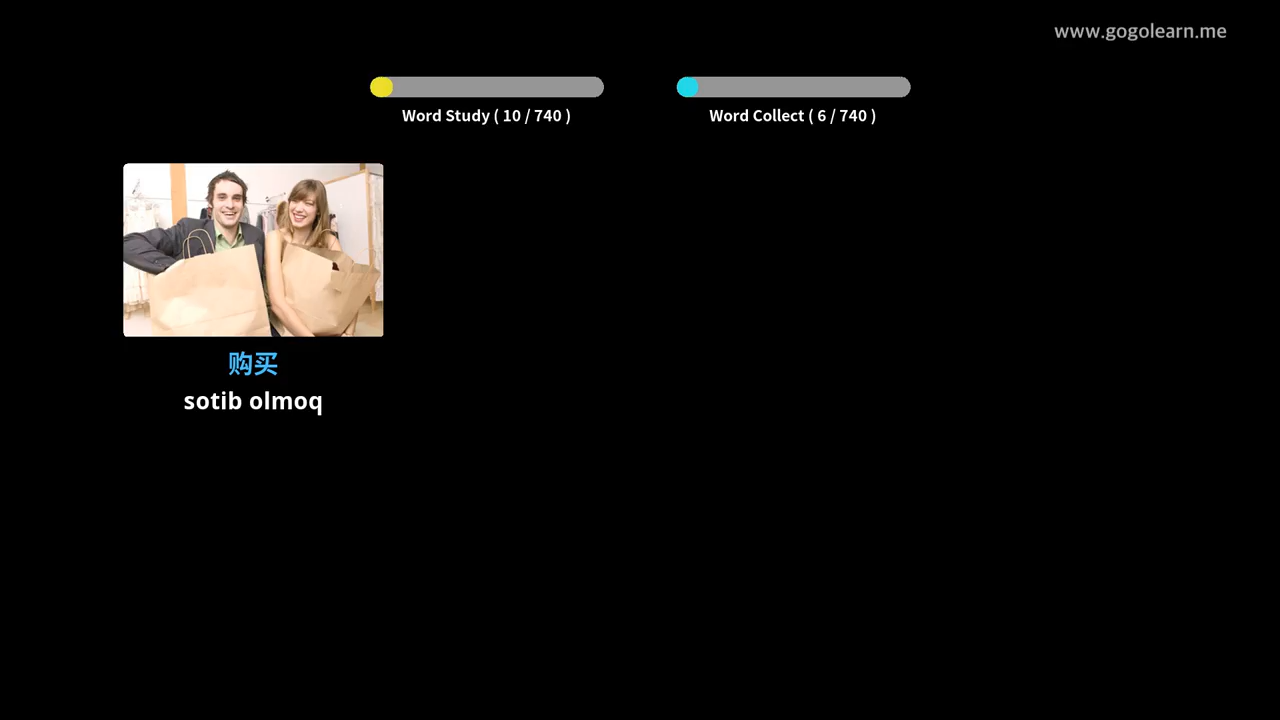 www.gogolearn.me
Word Study ( 10 / 740 )
Word Collect ( 6 / 740 )
购买
sotib olmoq